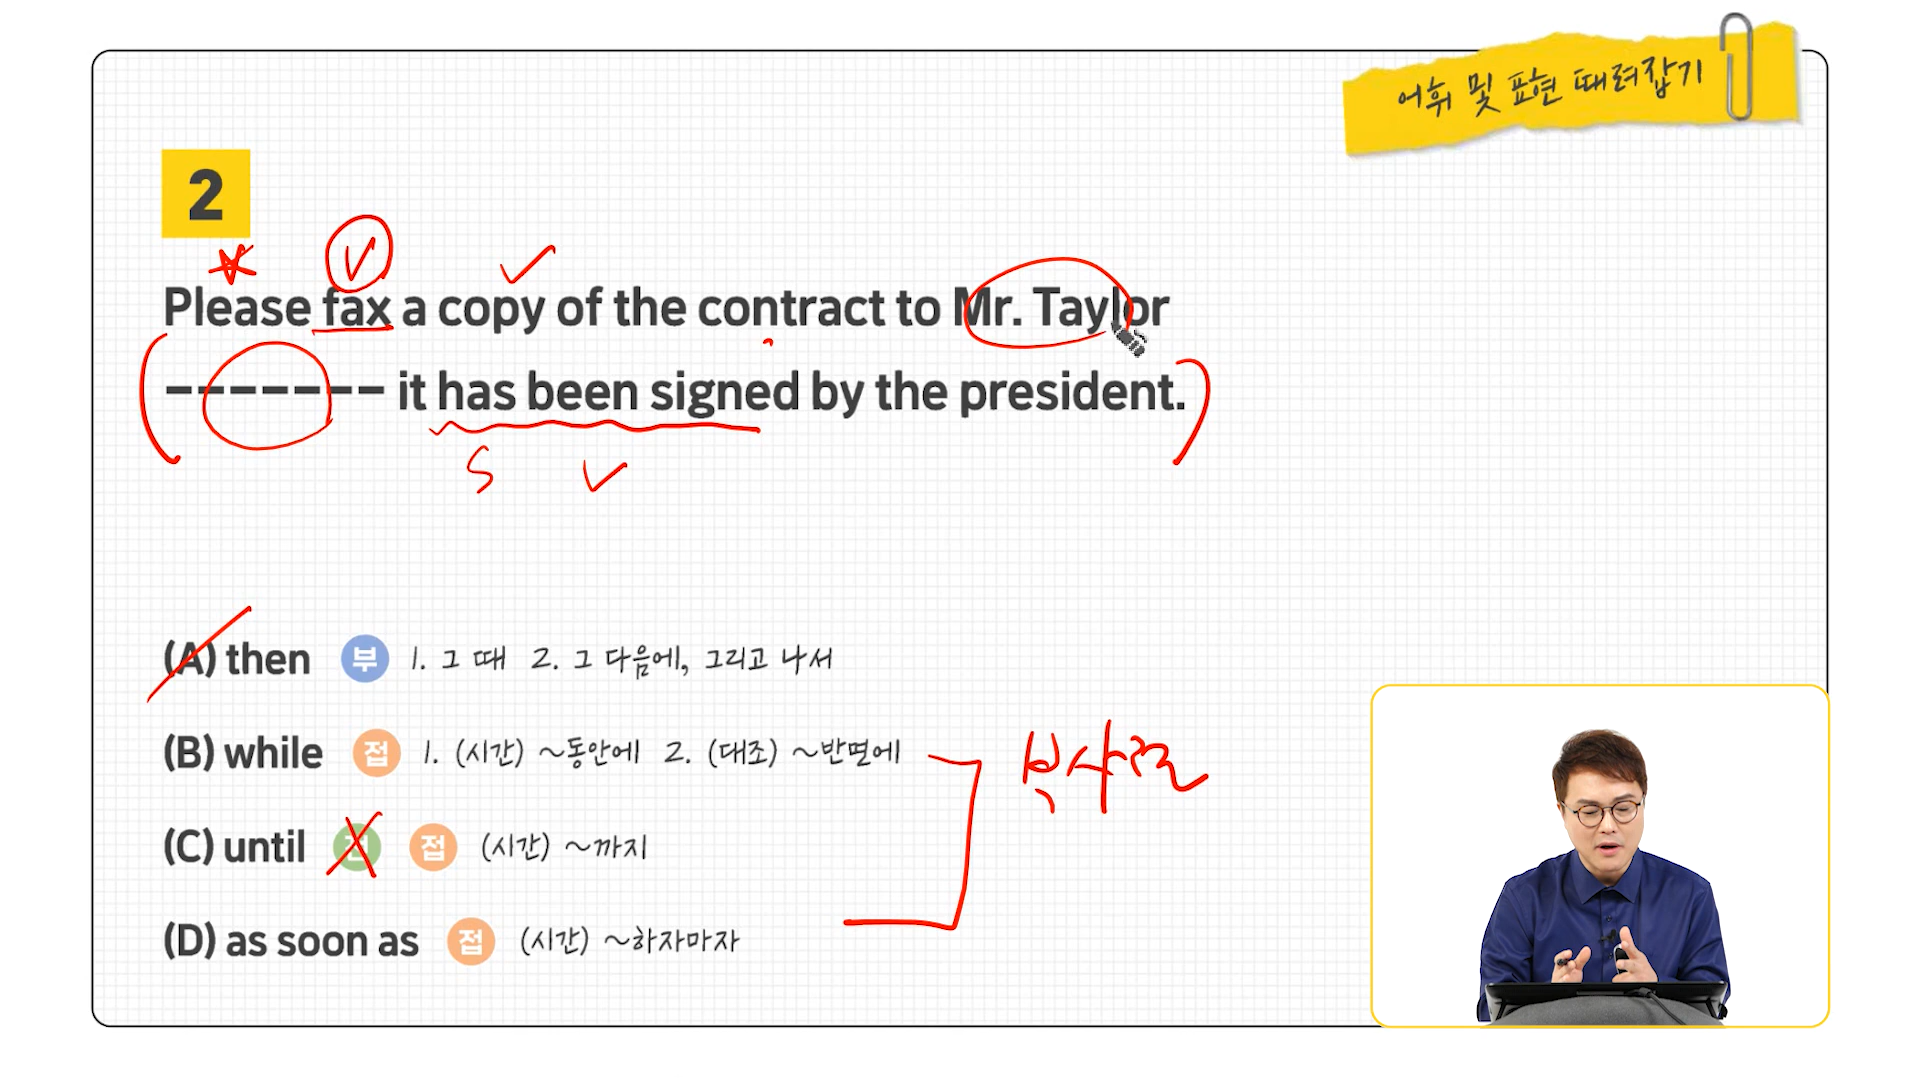 어휘 및 표현 때려잡기
2
V
Please fax a copy of the contract to Mr. Taylor
------- it has been signed by the president.
S V
(A) then 부 1. 그 때 2. 그 다음에, 그리고 나서
(B) while 접 1. (시간) ~동안에 2. (대조) ~반면에
부사절
(C) until 전 접 (시간) ~까지
(D) as soon as 접 (시간) ~하자마자